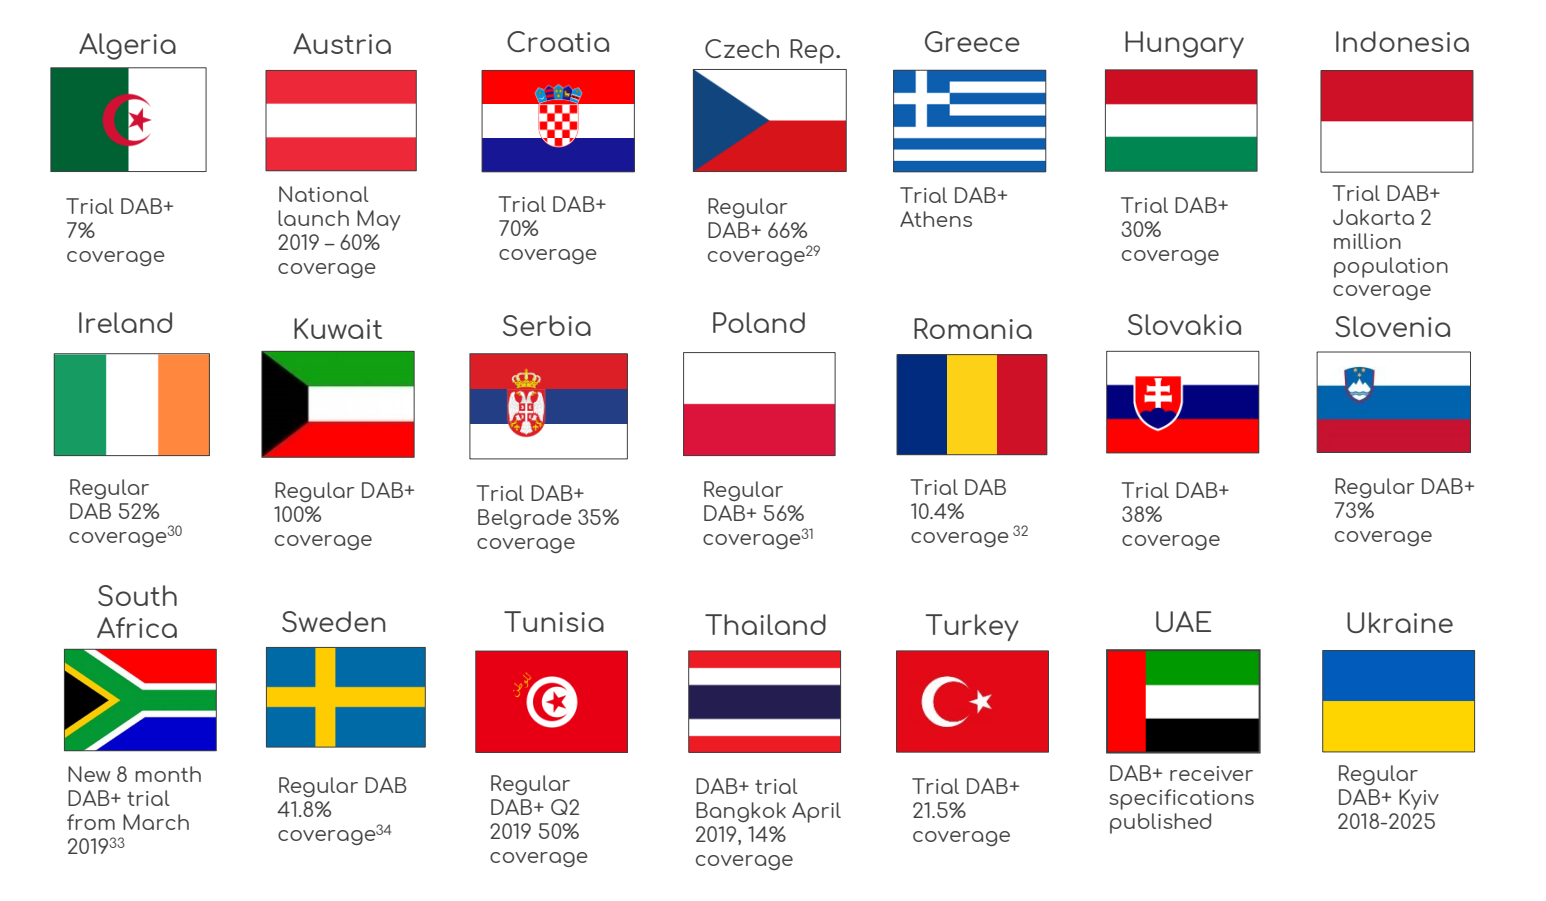 Algeria
Trial DAB+
7%
coverage
Austria
National
launch May
2019 – 60%
coverage
Croatia
Trial DAB+
70%
coverage
Czech Rep.
Regular
DAB+ 66%
coverage29
Greece
Trial DAB+
Athens
Hungary
Trial DAB+
30%
coverage
Indonesia
Trial DAB+
Jakarta 2
million
population
coverage
Ireland
Regular
DAB 52%
coverage30
Kuwait
Regular DAB+
100%
coverage
Serbia
Trial DAB+
Belgrade 35%
coverage
Poland
Regular
DAB+ 56%
coverage31
Romania
Trial DAB
10.4%
coverage 32
Slovakia
Trial DAB+
38%
coverage
Slovenia
Regular DAB+
73%
coverage
South
Africa
New 8 month
DAB+ trial
from March
201933
Sweden
Regular DAB
41.8%
coverage34
Tunisia
Regular
DAB+ Q2
2019 50%
coverage
Thailand
DAB+ trial
Bangkok April
2019, 14%
coverage
Turkey
Trial DAB+
21.5%
coverage
UAE
DAB+ receiver
specifications
published
Ukraine
Regular
DAB+ Kyiv
2018-2025